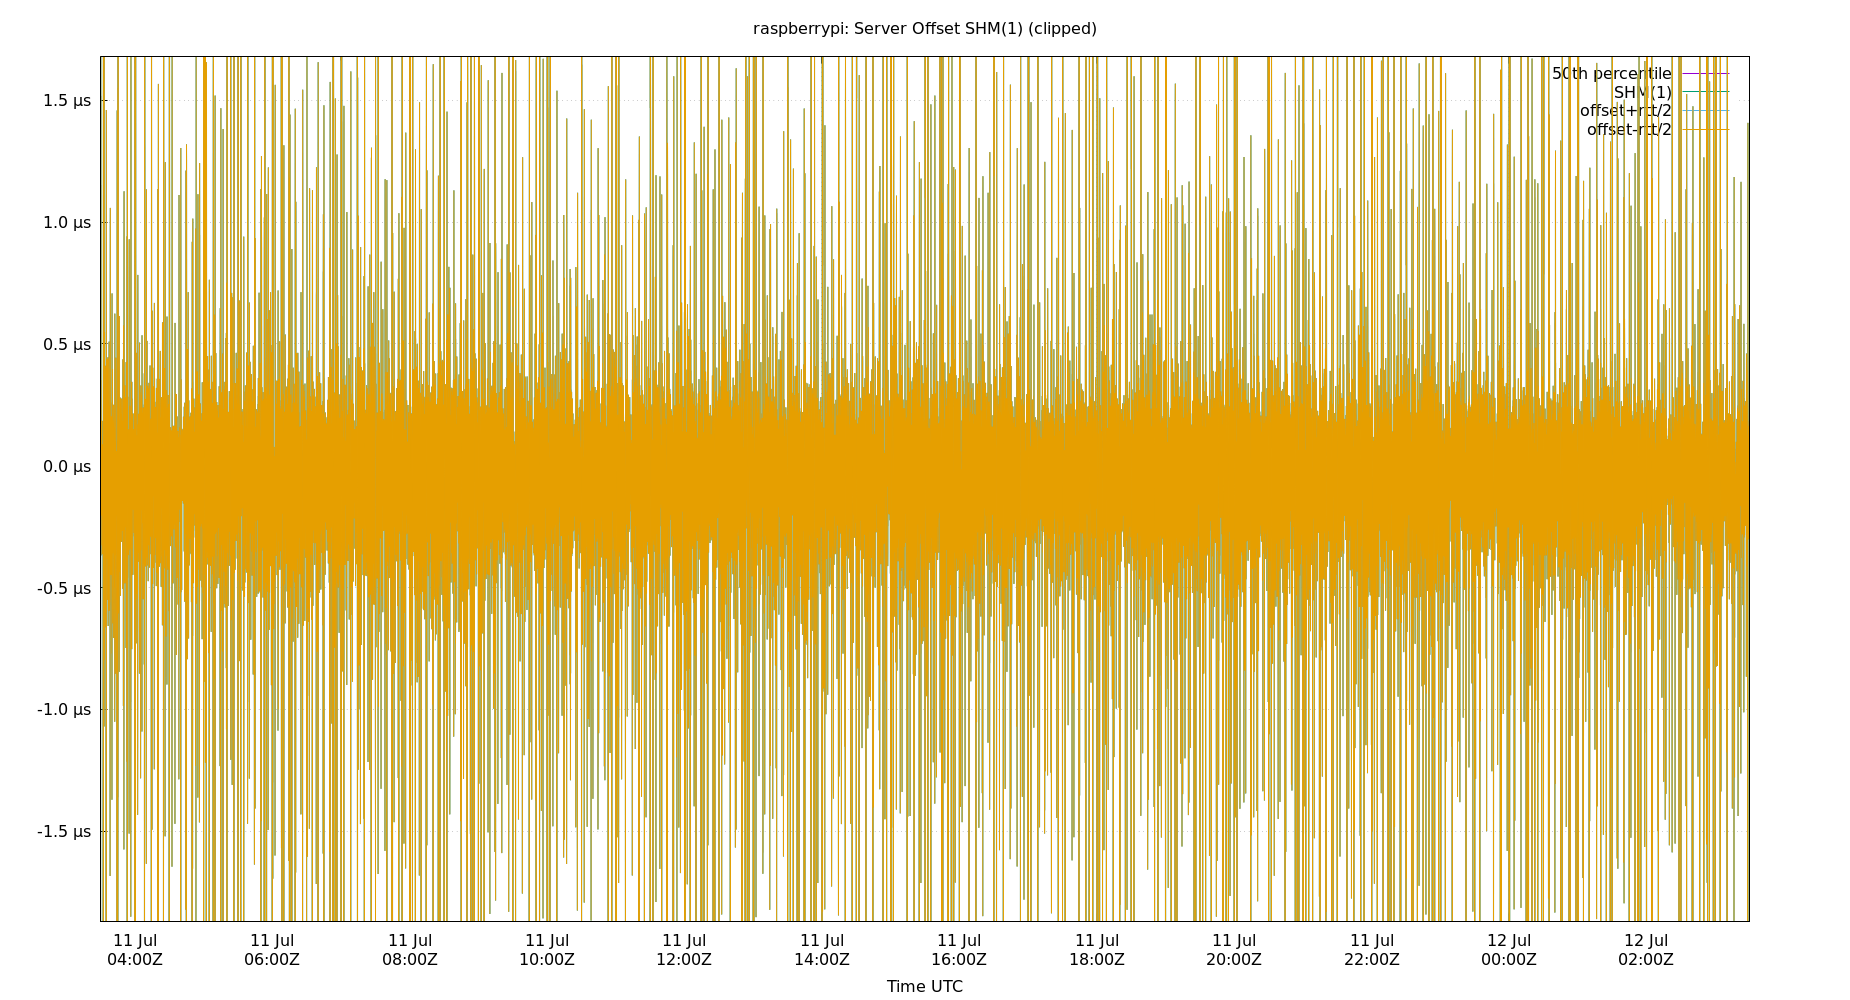 raspberrypi: Server Offset SHM(1) (clipped)
50th percentile
SHM(1)
offset+rtt/2
offset-rtt/2
1.5 µs
1.0 µs
0.5 µs
0.0 µs
-0.5 µs
-1.0 µs
-1.5 µs
11 Jul 11 Jul 11 Jul 11 Jul 11 Jul 11 Jul 11 Jul 11 Jul 11 Jul 11 Jul 12 Jul 12 Jul
04:00Z 06:00Z 08:00Z 10:00Z 12:00Z 14:00Z 16:00Z 18:00Z 20:00Z 22:00Z 00:00Z 02:00Z
Time UTC